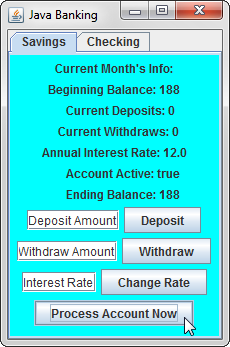 Java Banking
Savings Checking
Current Month's Info:
Beginning Balance: 188
Current Deposits: 0
Current Withdraws: 0
Annual Interest Rate: 12.0
Account Active: true
Ending Balance: 188
Deposit Amount Deposit
Withdraw Amount Withdraw
Interest Rate Change Rate
Process Account Now